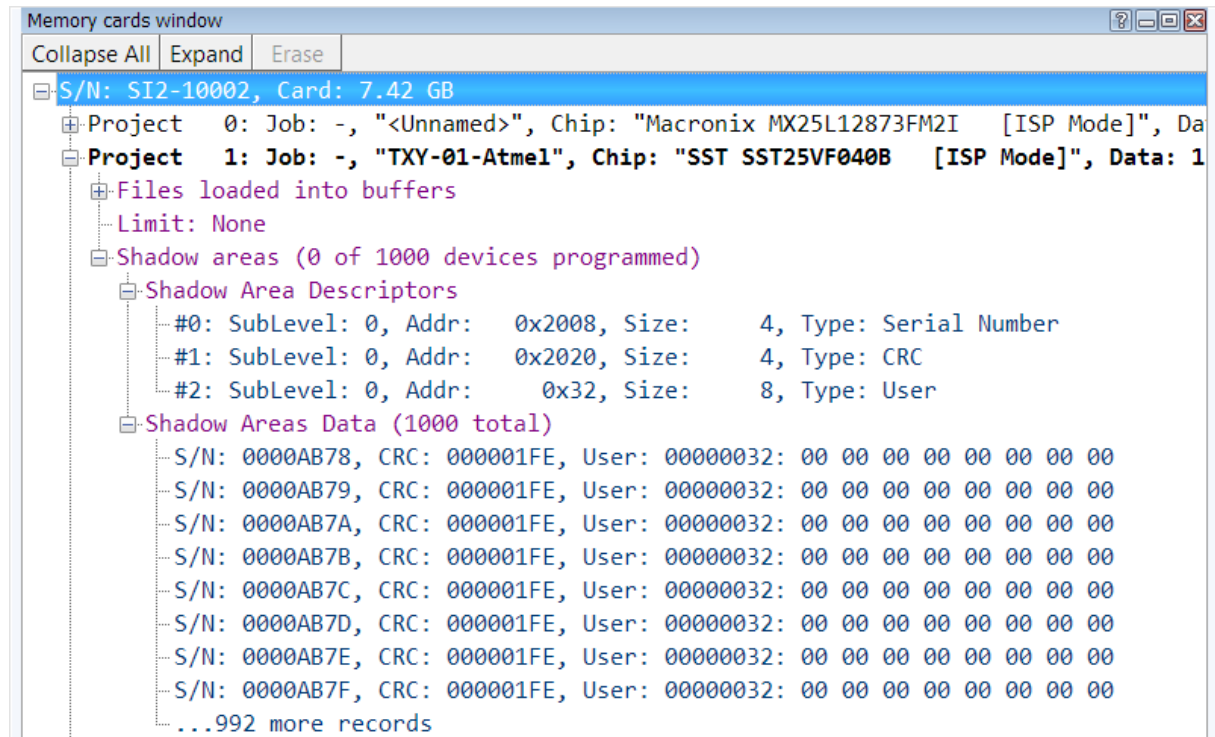 Memory cards window
Collapse All Expand Erase
S/N: SI2-10002, Card: 7.42 GB
Project 0: Job: -, "<Unnamed>", Chip: "Macronix MX25L12873FM2I [ISP Mode]", Da
Project 1: Job: -, "TXY-01-Atmel", Chip: "SST SST25VF040B [ISP Mode]", Data: 1
Files loaded into buffers
Limit: None
Shadow areas (0 of 1000 devices programmed)
Shadow Area Descriptors
#0: SubLevel: 0, Addr: 0x2008, Size: 4, Type: Serial Number
#1: SubLevel: 0, Addr: 0x2020, Size: 4, Type: CRC
#2: SubLevel: 0, Addr: 0x32, Size: 8, Type: User
Shadow Areas Data (1000 total)
S/N: 0000AB78, CRC: 000001FE, User: 00000032: 00 00 00 00 00 00 00 00
S/N: 0000AB79, CRC: 000001FE, User: 00000032: 00 00 00 00 00 00 00 00
S/N: 0000AB7A, CRC: 000001FE, User: 00000032: 00 00 00 00 00 00 00 00
S/N: 0000AB7B, CRC: 000001FE, User: 00000032: 00 00 00 00 00 00 00 00
S/N: 0000AB7C, CRC: 000001FE, User: 00000032: 00 00 00 00 00 00 00 00
S/N: 0000AB7D, CRC: 000001FE, User: 00000032: 00 00 00 00 00 00 00 00
S/N: 0000AB7E, CRC: 000001FE, User: 00000032: 00 00 00 00 00 00 00 00
S/N: 0000AB7F, CRC: 000001FE, User: 00000032: 00 00 00 00 00 00 00 00
...992 more records